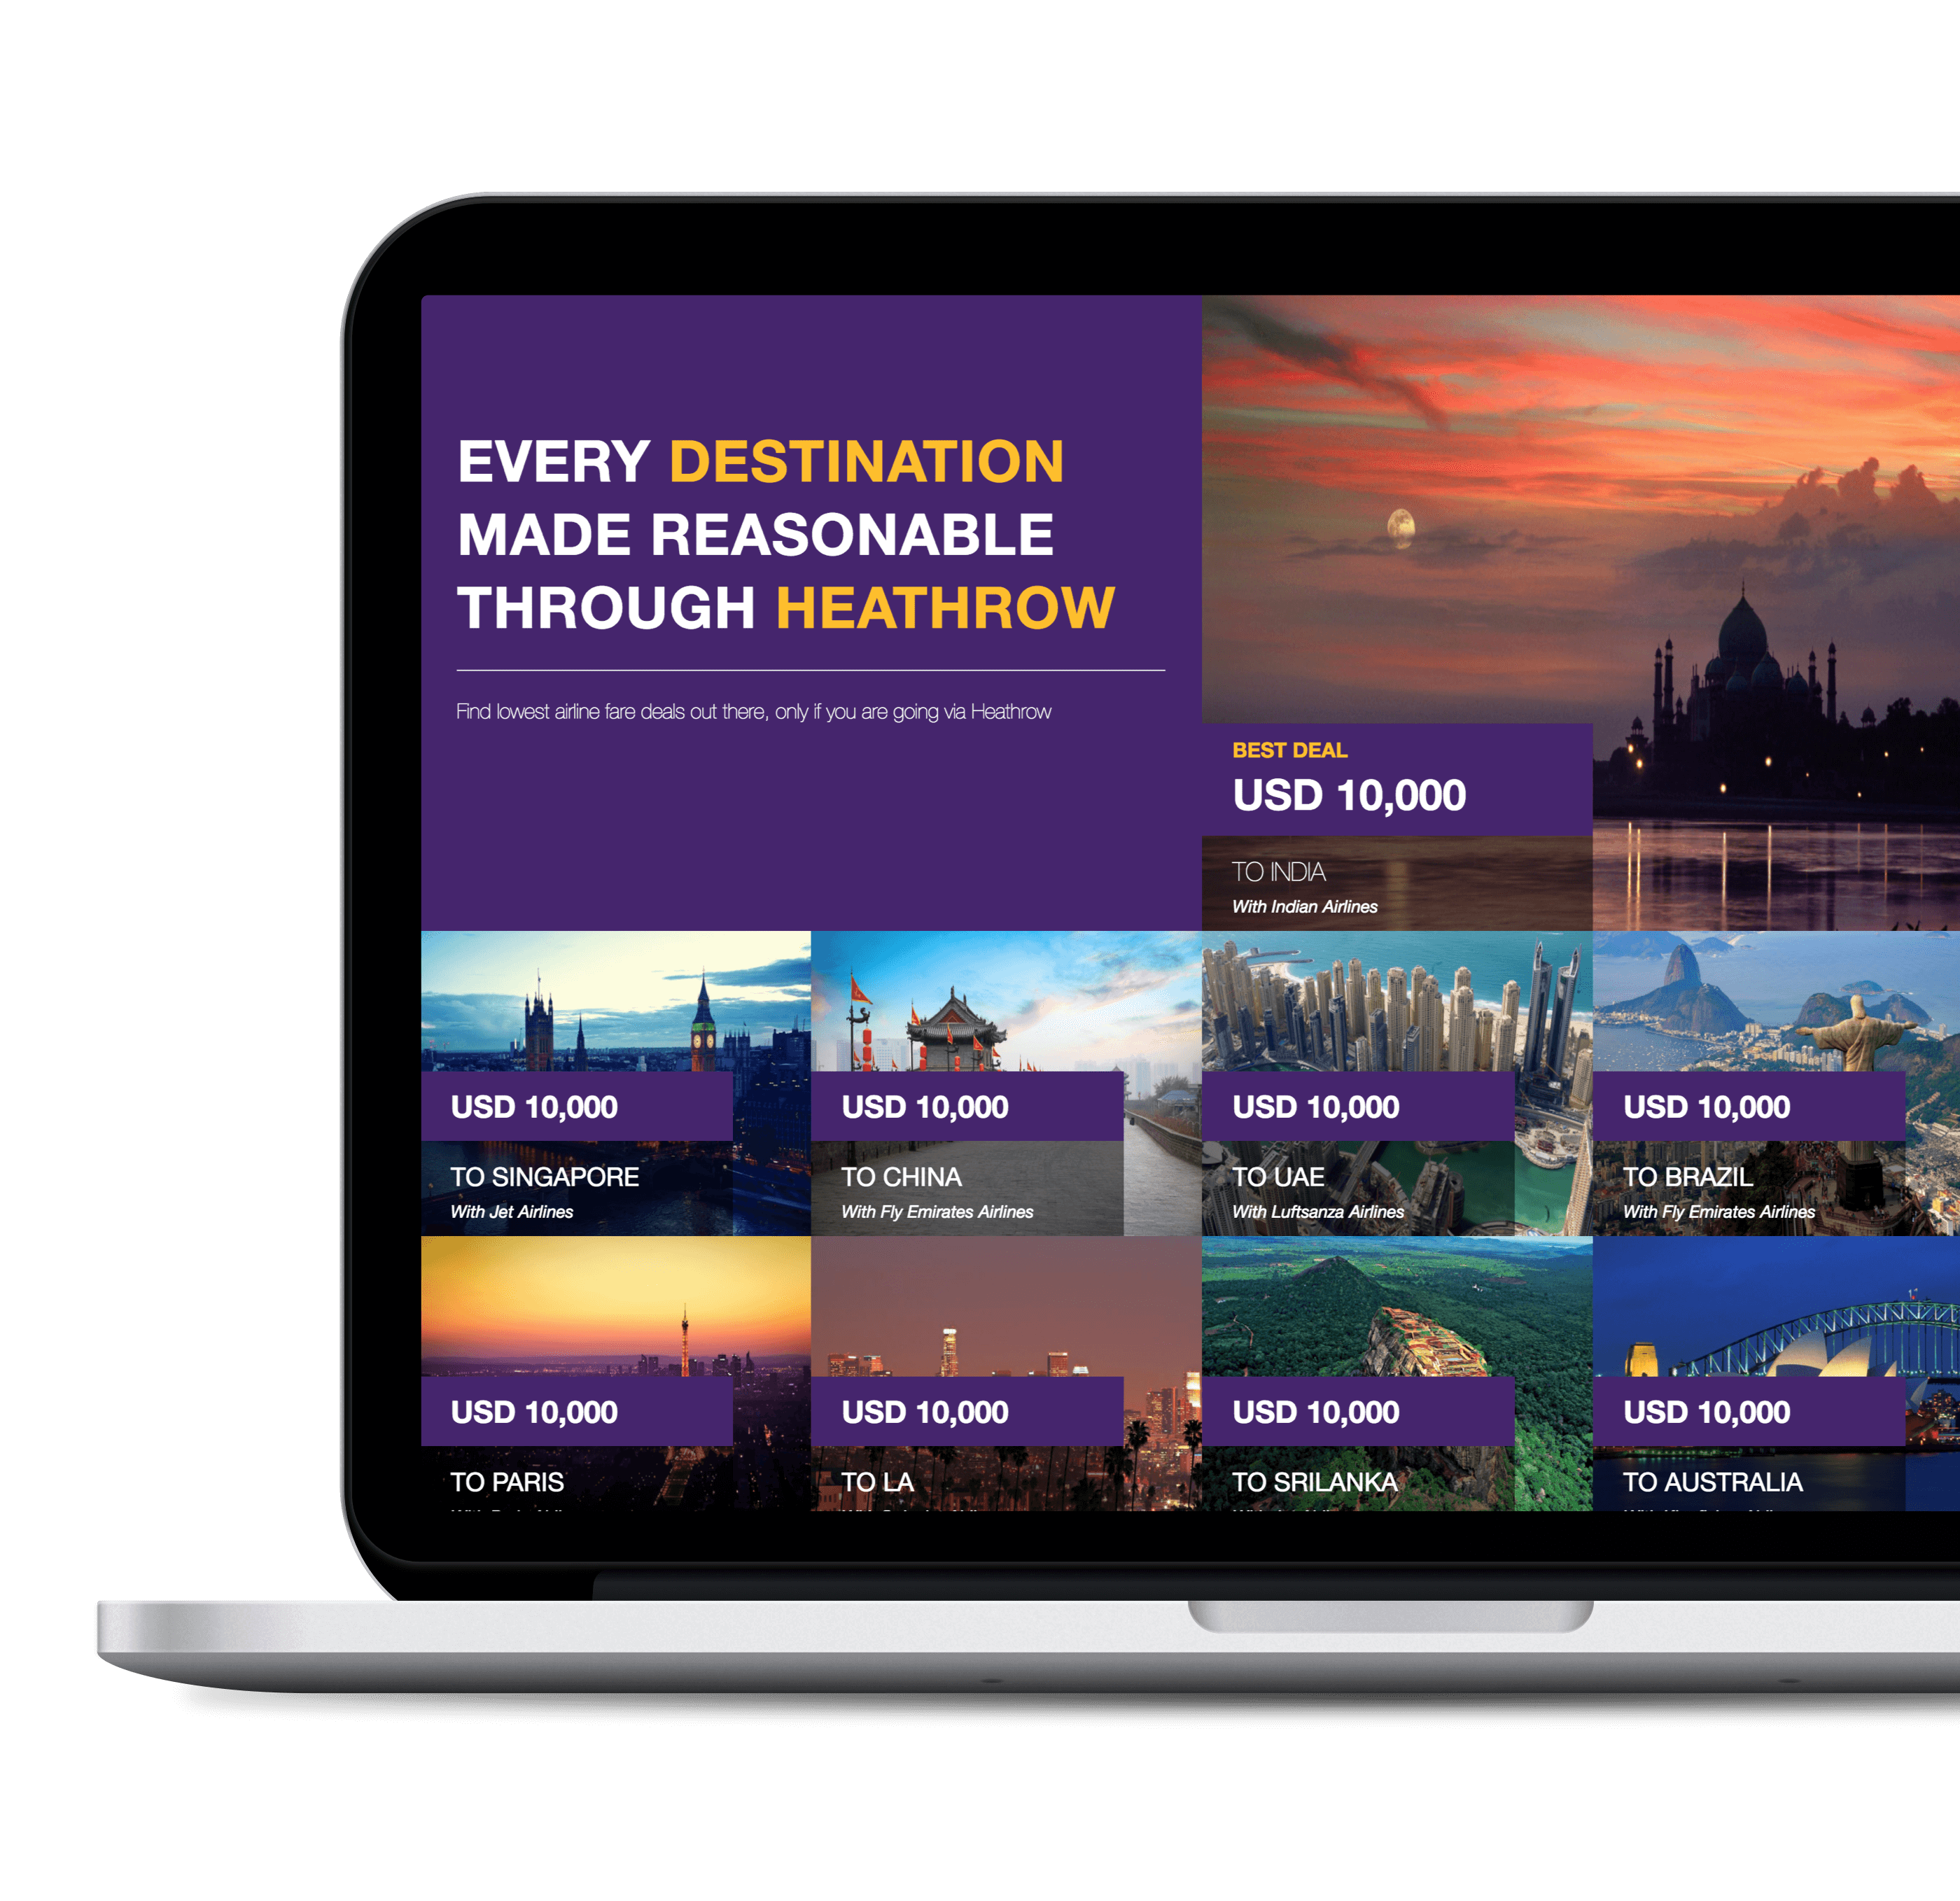 EVERY DESTINATION
MADE REASONABLE
THROUGH HEATHROW
Find lowest airline fare deals out there, only if you are going via Heathrow
BEST DEAL
USD 10,000
TO INDIA
With Indian Airlines
USD 10,000
TO SINGAPORE
With Jet Airlines
USD 10,000
TO CHINA
With Fly Emirates Airlines
USD 10,000
TO UAE
With Luftsanza Airlines
USD 10,000
TO BRAZIL
With Fly Emirates Airlines
USD 10,000
TO PARIS
USD 10,000
TO LA
USD 10,000
TO SRILANKA
USD 10,000
TO AUSTRALIA